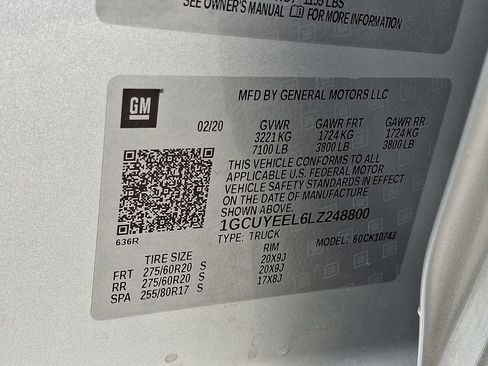 1199 LBS
SEE OWNER'S MANUAL FOR MORE INFORMATION
GM
MFD BY GENERAL MOTORS LLC
02/20 GVWR GAWR FRT GAWR RR
3221 KG 1724 KG 1724 KG
7100 LB 3800 LB 3800 LB
THIS VEHICLE CONFORMS TO ALL
APPLICABLE U.S. FEDERAL MOTOR
VEHICLE SAFETY STANDARDS IN EFFECT
ON THE DATE OF MANUFACTURE
1GCUYEEL6LZ248800
636R TYPE: TRUCK MODEL: 60CK10743
TIRE SIZE RIM
FRT 275/60R20 S 20X9J
RR 275/60R20 S 20X9J
SPA 255/80R17 S 17X8J